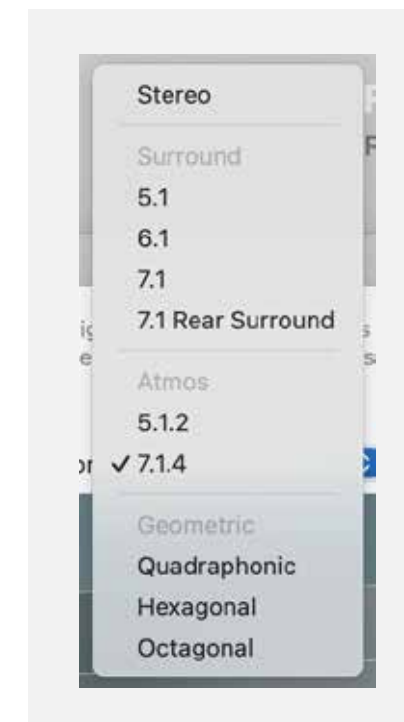 Stereo
Surround
5.1
6.1
7.1
7.1 Rear Surround
Atmos
5.1.2
✓ 7.1.4
Geometric
Quadraphonic
Hexagonal
Octagonal